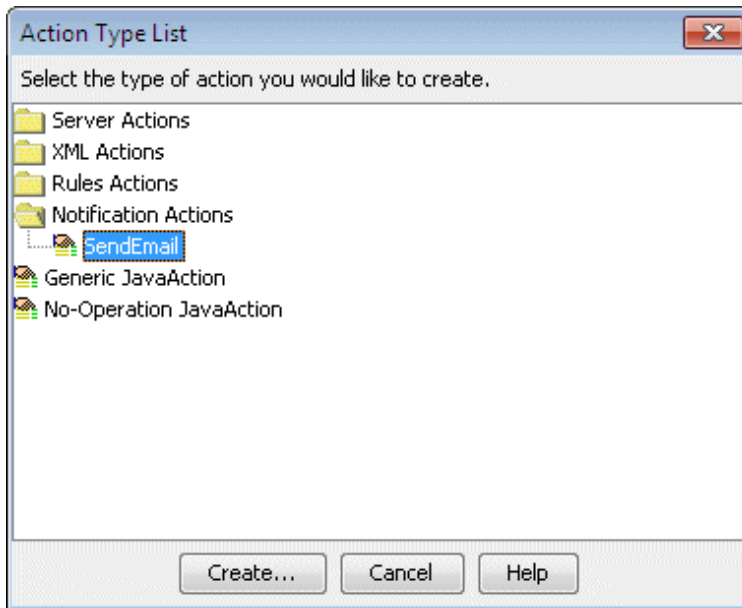 Action Type List
Select the type of action you would like to create.
Server Actions
XML Actions
Rules Actions
Notification Actions
SendEmail
Generic JavaAction
No-Operation JavaAction
Create... Cancel Help